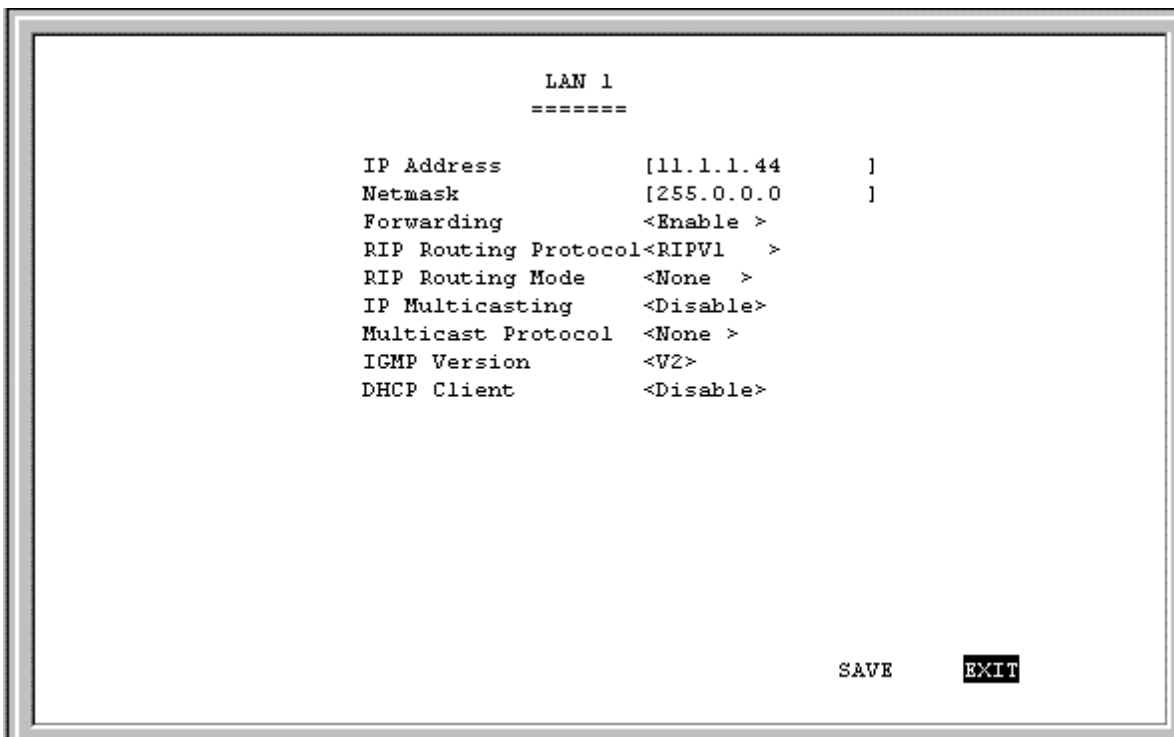 LAN 1
=======
IP Address [11.1.1.44 ]
Netmask [255.0.0.0 ]
Forwarding <Enable >
RIP Routing Protocol<RIPV1 >
RIP Routing Mode <None >
IP Multicasting <Disable>
Multicast Protocol <None >
IGMP Version <V2>
DHCP Client <Disable>
SAVE EXIT